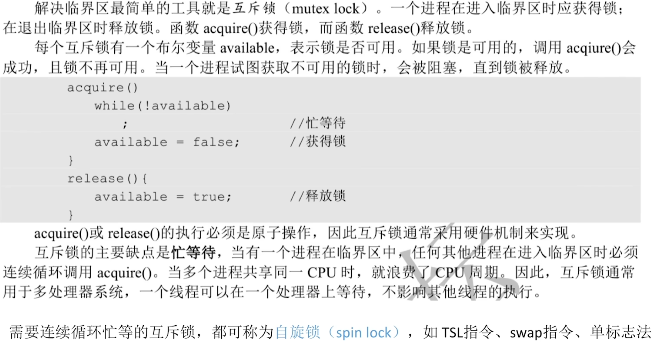 解决临界区最简单的工具就是互斥锁（mutex lock）。一个进程在进入临界区时应获得锁；
在退出临界区时释放锁。函数 acquire()获得锁，而函数 release()释放锁。
每个互斥锁有一个布尔变量 available，表示锁是否可用。如果锁是可用的，调用 acqiure()会
成功，且锁不再可用。当一个进程试图获取不可用的锁时，会被阻塞，直到锁被释放。
acquire()
while(!available)
; //忙等待
available = false; //获得锁
}
release(){
available = true; //释放锁
}
acquire()或 release()的执行必须是原子操作，因此互斥锁通常采用硬件机制来实现。
互斥锁的主要缺点是忙等待，当有一个进程在临界区中，任何其他进程在进入临界区时必须
连续循环调用 acquire()。当多个进程共享同一 CPU 时，就浪费了 CPU 周期。因此，互斥锁通常
用于多处理器系统，一个线程可以在一个处理器上等待，不影响其他线程的执行。
需要连续循环忙等的互斥锁，都可称为自旋锁（spin lock），如 TSL指令、swap指令、单标志法